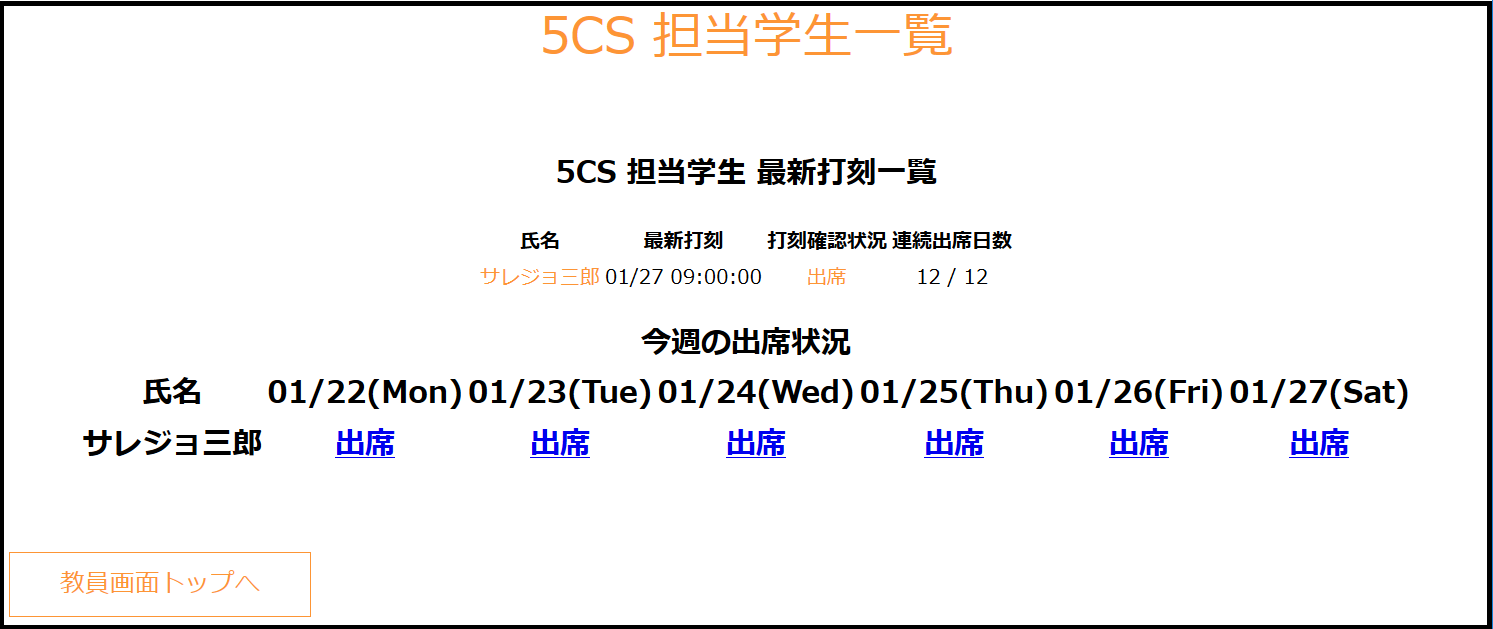 5CS 担当学生一覧
5CS 担当学生 最新打刻一覧
氏名 最新打刻 打刻確認状況 連続出席日数
サレジョ三郎 01/27 09:00:00 出席 12 / 12
今週の出席状況
氏名 01/22(Mon) 01/23(Tue) 01/24(Wed) 01/25(Thu) 01/26(Fri) 01/27(Sat)
サレジョ三郎 出席 出席 出席 出席 出席 出席
教員画面トップへ